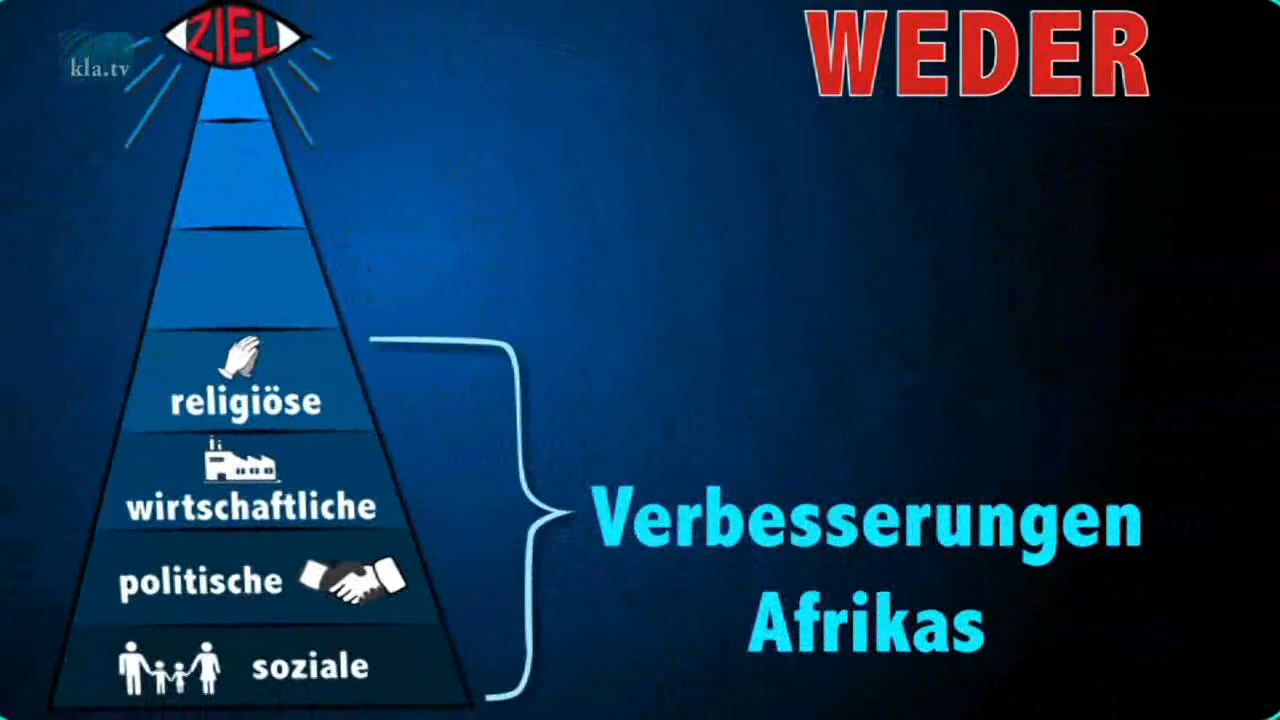 ZIEL
kla.tv
WEDER
religiöse
wirtschaftliche
politische
soziale
Verbesserungen
Afrikas